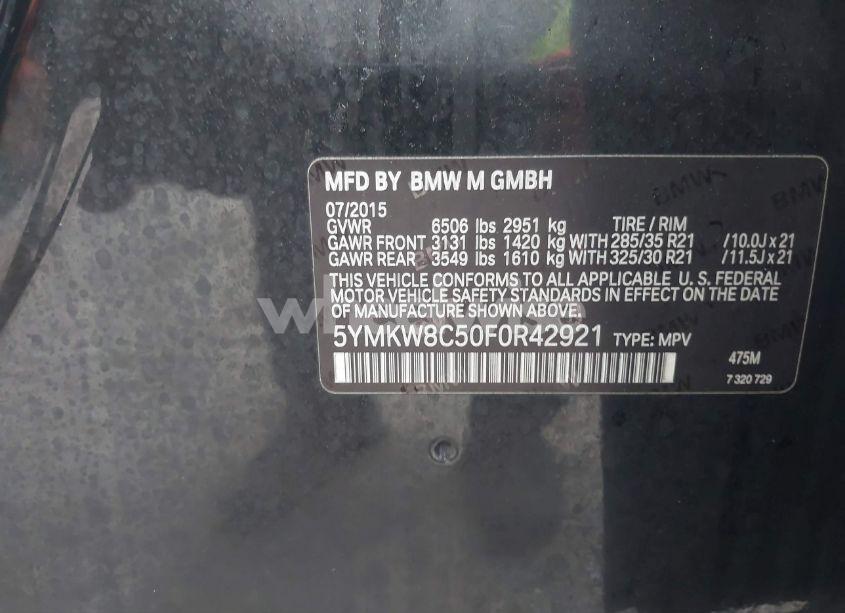 MFD BY BMW M GMBH
07/2015
GVWR 6506 lbs 2951 kg TIRE / RIM
GAWR FRONT 3131 lbs 1420 kg WITH 285/35 R21 /10.0J x 21
GAWR REAR 3549 lbs 1610 kg WITH 325/30 R21 /11.5J x 21
THIS VEHICLE CONFORMS TO ALL APPLICABLE U. S. FEDERAL
MOTOR VEHICLE SAFETY STANDARDS IN EFFECT ON THE DATE
OF MANUFACTURE SHOWN ABOVE.
5YMKW8C50F0R42921 TYPE: MPV
475M
7 320 729